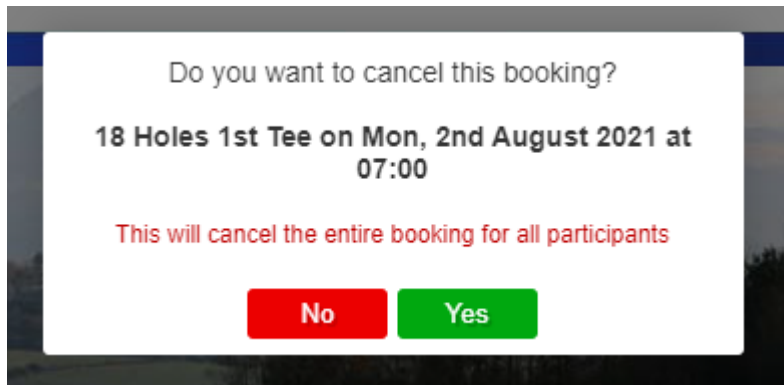 Do you want to cancel this booking?
18 Holes 1st Tee on Mon, 2nd August 2021 at
07:00
This will cancel the entire booking for all participants
No Yes